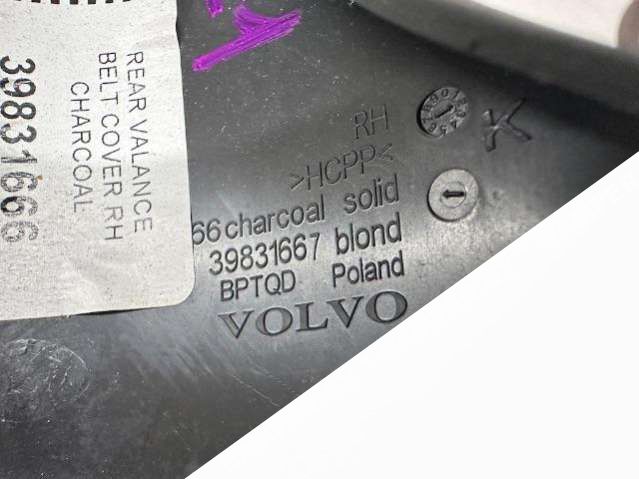 REAR VALANCE
BELT COVER RH
CHARCOAL
39831666
RH
>HCPP<
66 charcoal solid
39831667 blond
BPTQD Poland
VOLVO
K